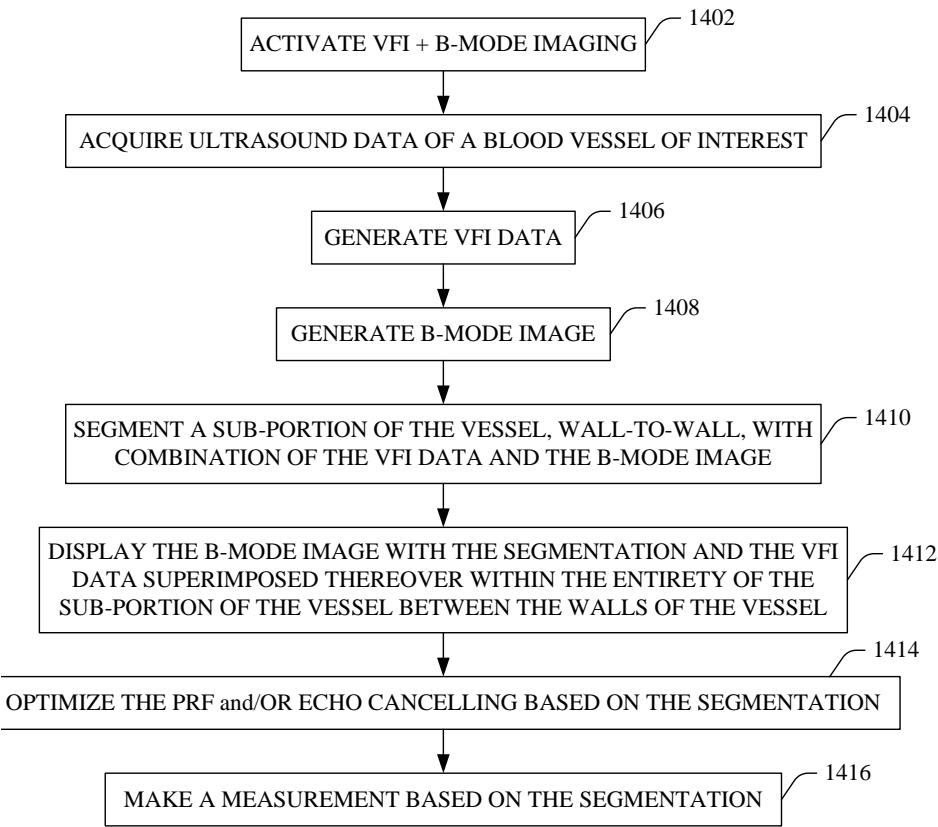 1402
ACTIVATE VFI + B-MODE IMAGING
1404
ACQUIRE ULTRASOUND DATA OF A BLOOD VESSEL OF INTEREST
1406
GENERATE VFI DATA
1408
GENERATE B-MODE IMAGE
1410
SEGMENT A SUB-PORTION OF THE VESSEL, WALL-TO-WALL, WITH
COMBINATION OF THE VFI DATA AND THE B-MODE IMAGE
DISPLAY THE B-MODE IMAGE WITH THE SEGMENTATION AND THE VFI
1412
DATA SUPERIMPOSED THEREOVER WITHIN THE ENTIRETY OF THE
SUB-PORTION OF THE VESSEL BETWEEN THE WALLS OF THE VESSEL
1414
OPTIMIZE THE PRF and/OR ECHO CANCELLING BASED ON THE SEGMENTATION
1416
MAKE A MEASUREMENT BASED ON THE SEGMENTATION